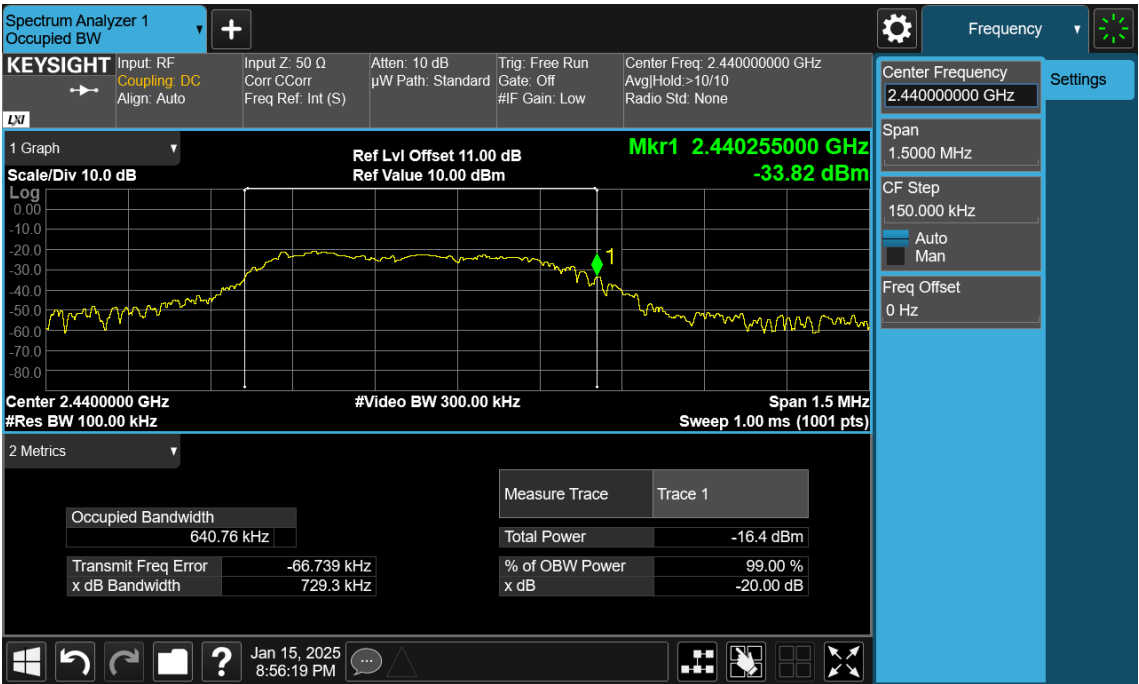 Spectrum Analyzer 1
Occupied BW
Frequency
KEYSIGHT
LXI
Input: RF
Coupling: DC
Align: Auto
Input Z: 50 Ω
Corr CCorr
Freq Ref: Int (S)
Atten: 10 dB
µW Path: Standard
Trig: Free Run
Gate: Off
#IF Gain: Low
Center Freq: 2.440000000 GHz
Avg|Hold:>10/10
Radio Std: None
Center Frequency
2.440000000 GHz
Settings
Span
1.5000 MHz
CF Step
150.000 kHz
Auto
Man
Freq Offset
0 Hz
1 Graph
Scale/Div 10.0 dB
Ref Lvl Offset 11.00 dB
Ref Value 10.00 dBm
Mkr1 2.440255000 GHz
-33.82 dBm
Log
0.00
-10.0
-20.0
-30.0
-40.0
-50.0
-60.0
-70.0
-80.0
1
Center 2.4400000 GHz
#Res BW 100.00 kHz
#Video BW 300.00 kHz
Span 1.5 MHz
Sweep 1.00 ms (1001 pts)
2 Metrics
Occupied Bandwidth
640.76 kHz
Transmit Freq Error -66.739 kHz
x dB Bandwidth 729.3 kHz
Measure Trace Trace 1
Total Power -16.4 dBm
% of OBW Power 99.00 %
x dB -20.00 dB
Jan 15, 2025
8:56:19 PM